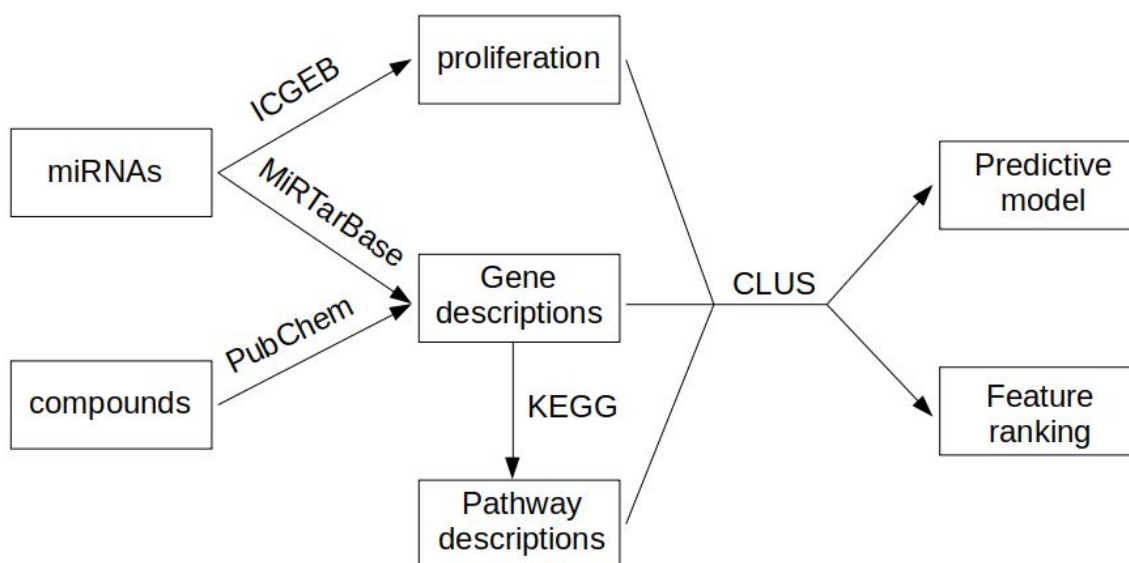 proliferation
ICGEB
miRNAs
MiRTarBase
Predictive
model
Gene
descriptions
CLUS
PubChem
compounds
KEGG
Feature
ranking
Pathway
descriptions